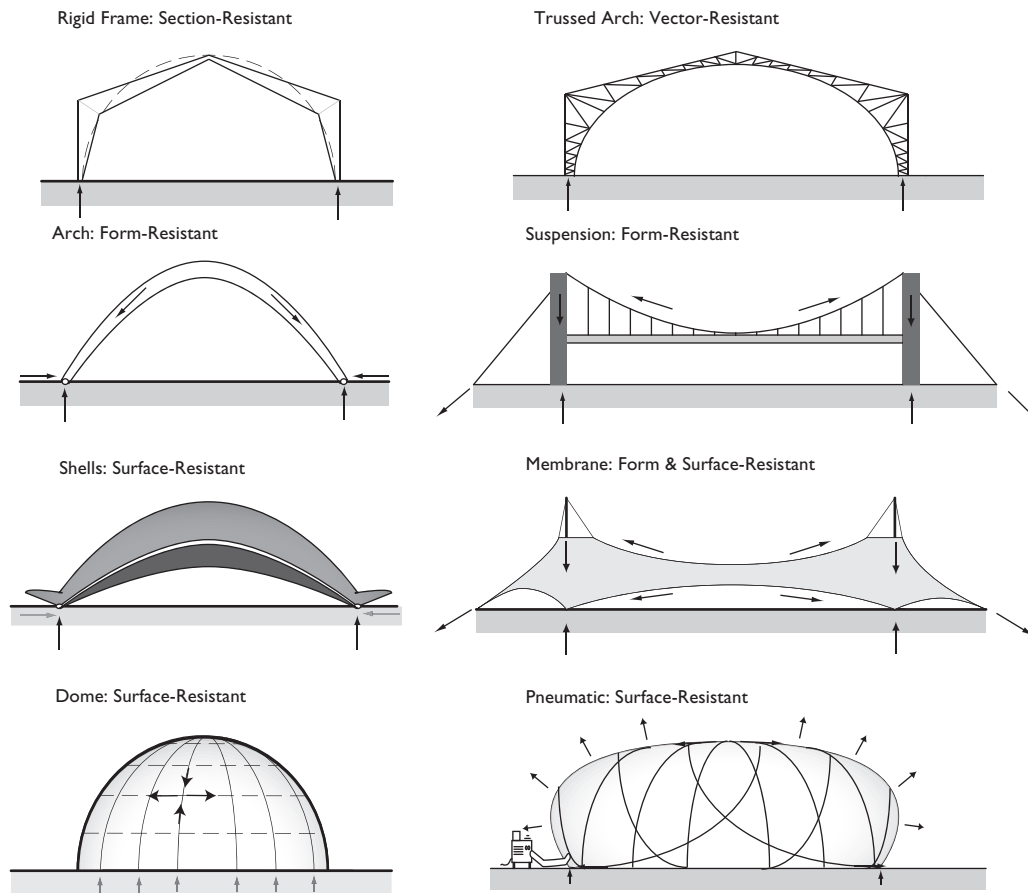 Rigid Frame: Section-Resistant
Trussed Arch: Vector-Resistant
Arch: Form-Resistant
Suspension: Form-Resistant
Shells: Surface-Resistant
Membrane: Form & Surface-Resistant
Dome: Surface-Resistant
Pneumatic: Surface-Resistant